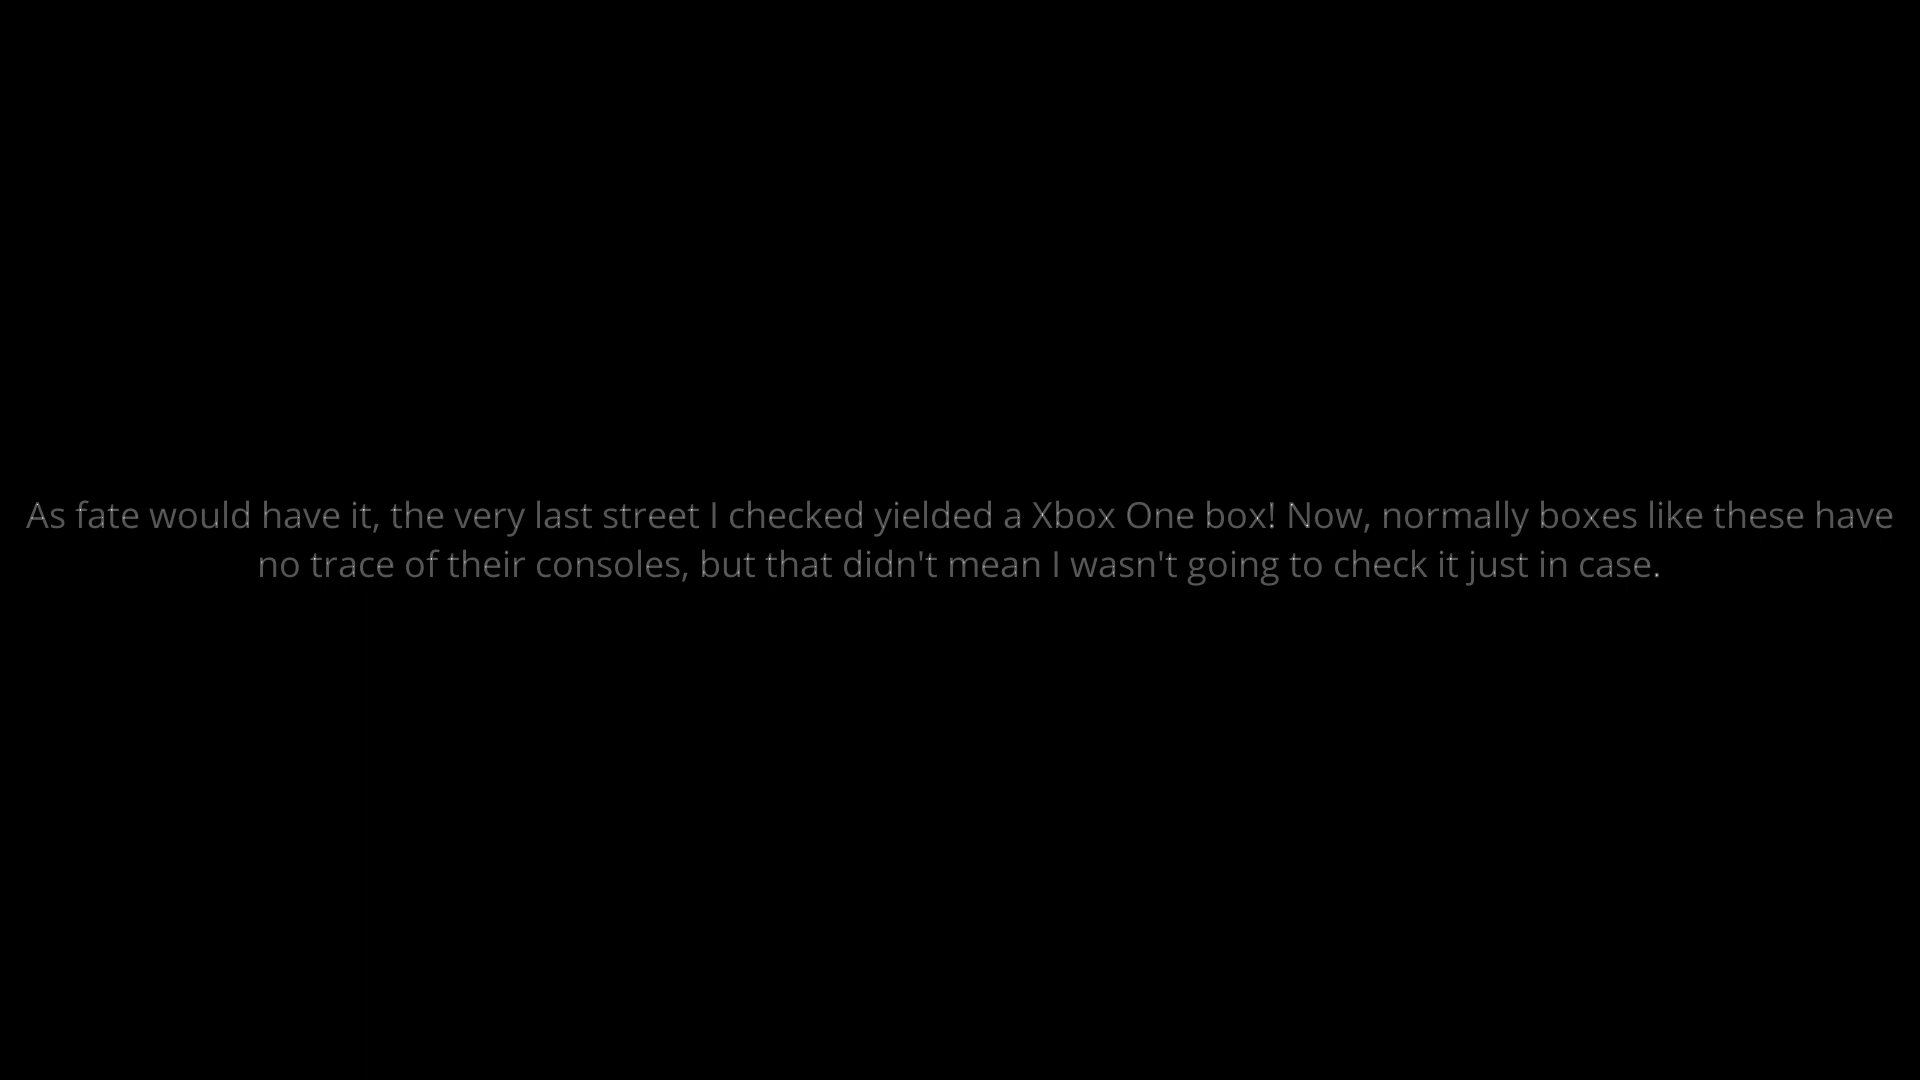 As fate would have it, the very last street I checked yielded a Xbox One box! Now, normally boxes like these have
no trace of their consoles, but that didn't mean I wasn't going to check it just in case.